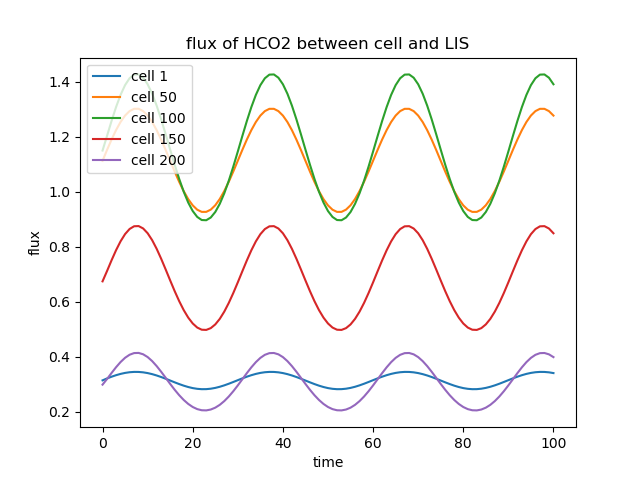 flux of HCO2 between cell and LIS
cell 1
cell 50
cell 100
cell 150
cell 200
1.4
1.2
1.0
0.8
0.6
0.4
0.2
flux
0 20 40 60 80 100
time